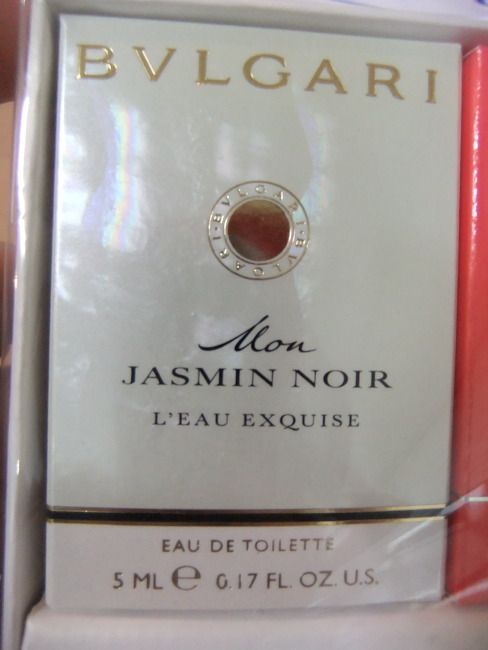 BVLGARI
BVLGARI · BVLGARI ·
Mon
JASMIN NOIR
L'EAU EXQUISE
EAU DE TOILETTE
5 ML ℮ 0.17 FL. OZ. U.S.